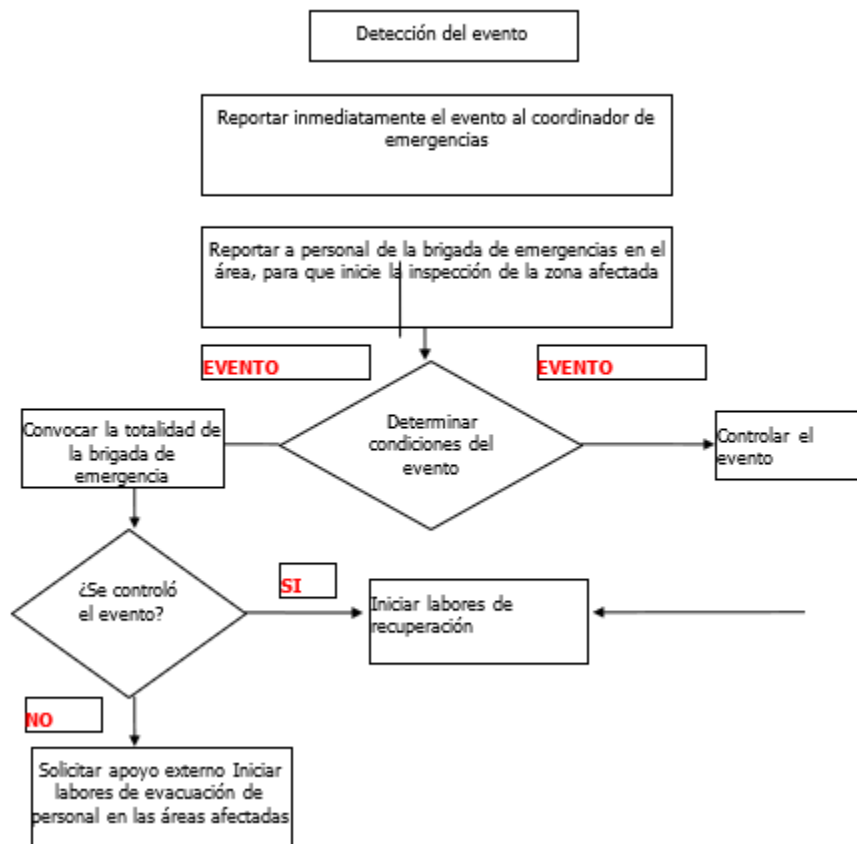 Detección del evento
Reportar inmediatamente el evento al coordinador de
emergencias
Reportar a personal de la brigada de emergencias en el
área, para que inicie la inspección de la zona afectada
EVENTO
EVENTO
Convocar la totalidad de
la brigada de
emergencia
Determinar
condiciones del
evento
Controlar el
evento
¿Se controló
el evento?
SI
Iniciar labores de
recuperación
NO
Solicitar apoyo externo Iniciar
labores de evacuación de
personal en las áreas afectadas